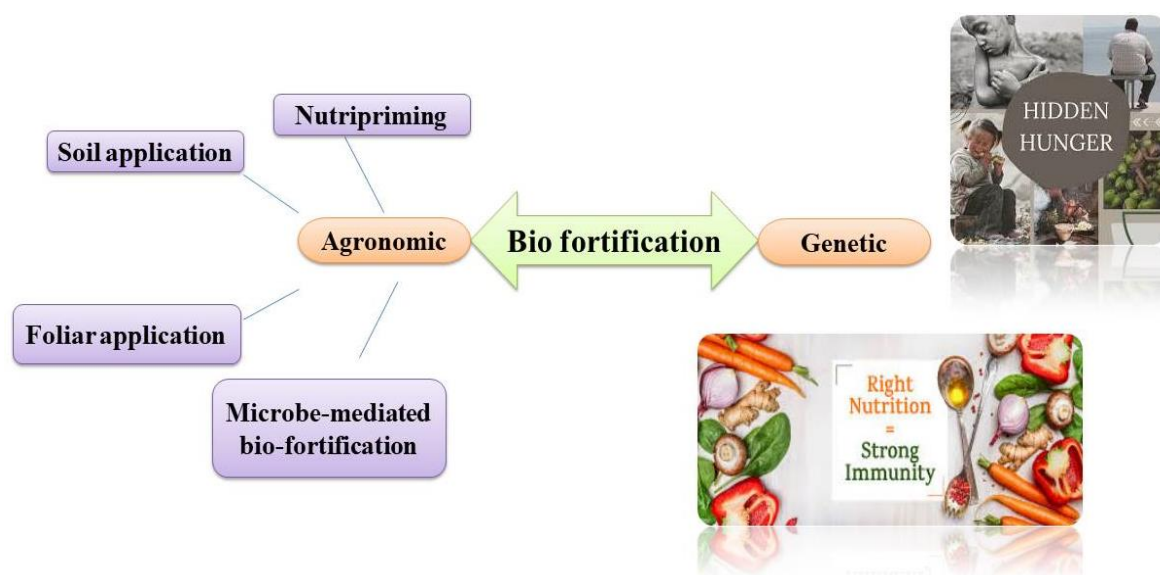 Nutripriming
Soil application
Agronomic
Bio fortification
Genetic
Foliar application
Microbe-mediated
bio-fortification
HIDDEN
HUNGER
Right
Nutrition
=
Strong
Immunity